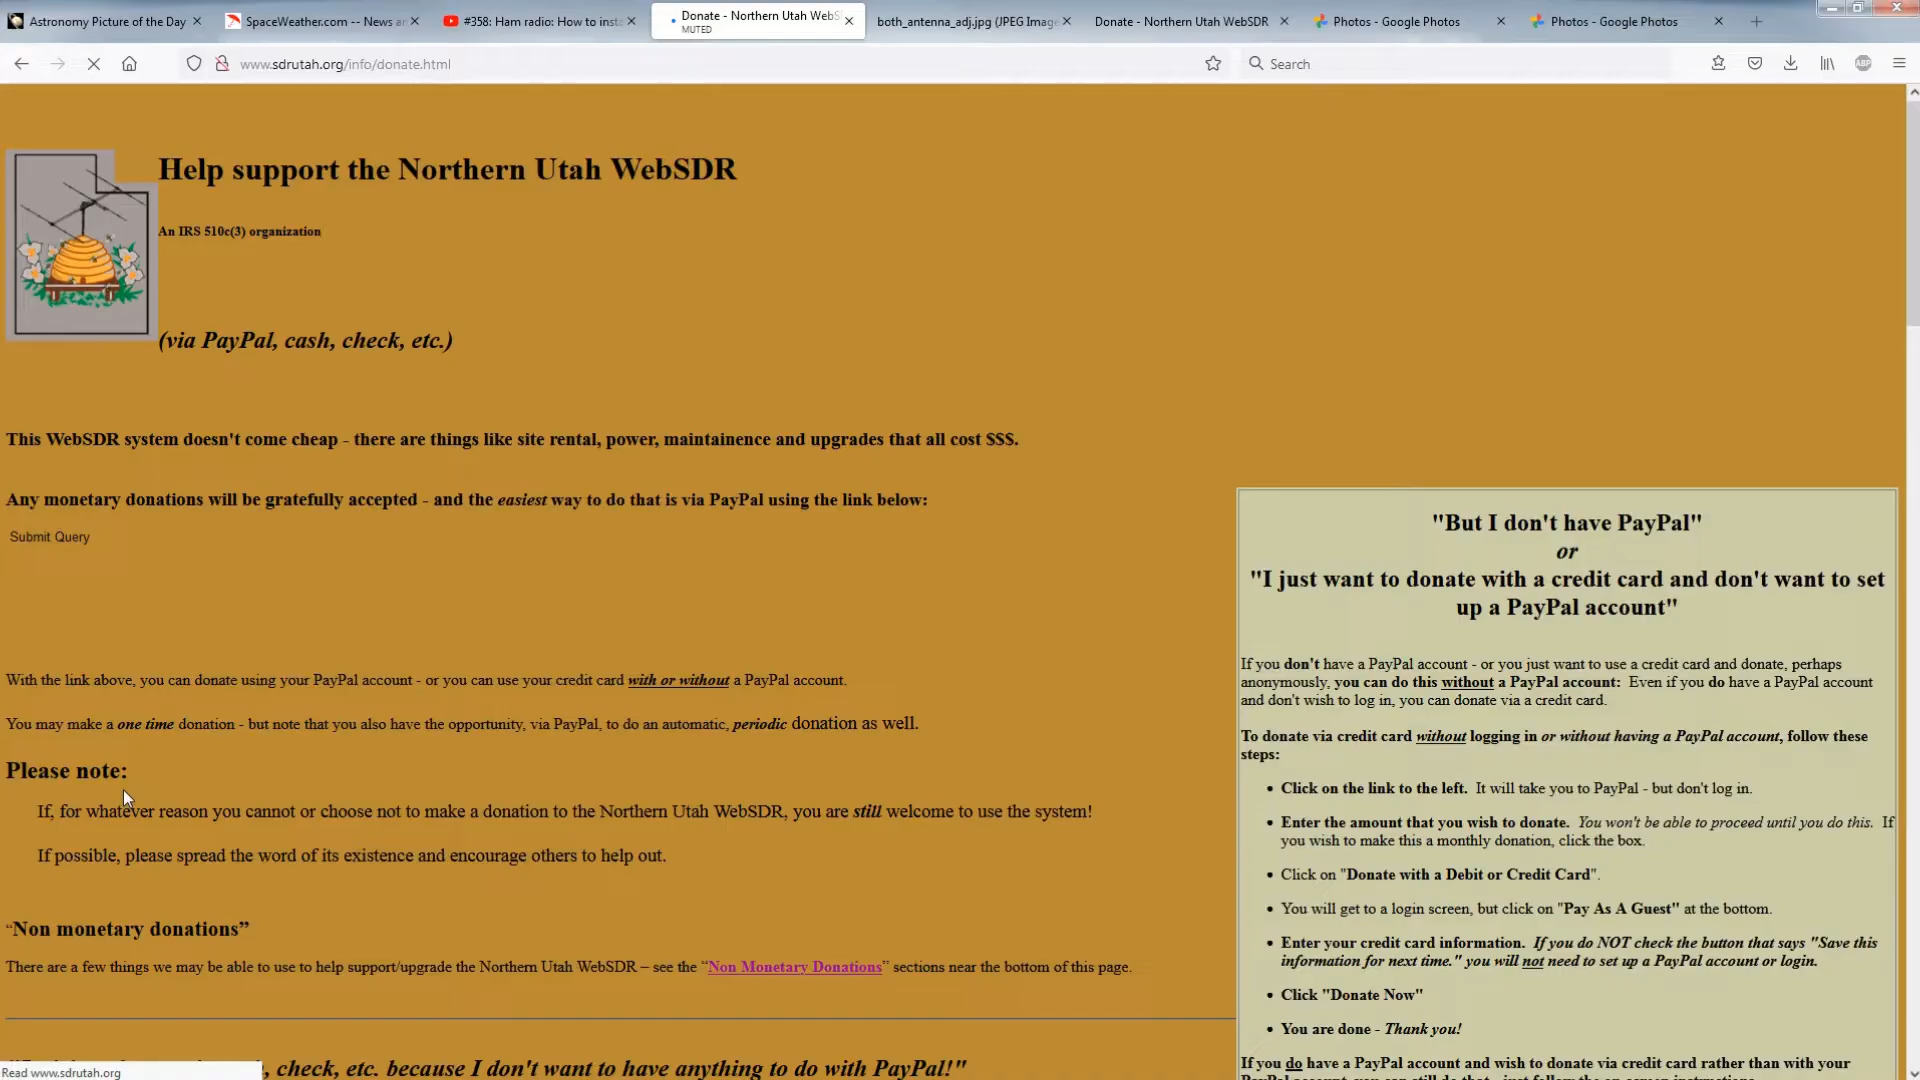 Astronomy Picture of the Day
SpaceWeather.com -- News a
#358: Ham radio: How to inst
Donate - Northern Utah WebS
MUTED
both_antenna_adj.jpg (JPEG Imag
Donate - Northern Utah WebSDR
Photos - Google Photos
Photos - Google Photos
www.sdrutah.org/info/donate.html
Search
ABP
Help support the Northern Utah WebSDR
An IRS 510c(3) organization
(via PayPal, cash, check, etc.)
This WebSDR system doesn't come cheap - there are things like site rental, power, maintainence and upgrades that all cost $$$.
Any monetary donations will be gratefully accepted - and the easiest way to do that is via PayPal using the link below:
Submit Query
With the link above, you can donate using your PayPal account - or you can use your credit card with or without a PayPal account.
You may make a one time donation - but note that you also have the opportunity, via PayPal, to do an automatic, periodic donation as well.
Please note:
If, for whatever reason you cannot or choose not to make a donation to the Northern Utah WebSDR, you are still welcome to use the system!
If possible, please spread the word of its existence and encourage others to help out.
“Non monetary donations”
There are a few things we may be able to use to help support/upgrade the Northern Utah WebSDR – see the “Non Monetary Donations” sections near the bottom of this page.
, check, etc. because I don't want to have anything to do with PayPal!"
Read www.sdrutah.org
"But I don't have PayPal"
or
"I just want to donate with a credit card and don't want to set
up a PayPal account"
If you don't have a PayPal account - or you just want to use a credit card and donate, perhaps
anonymously, you can do this without a PayPal account: Even if you do have a PayPal account
and don't wish to log in, you can donate via a credit card.
To donate via credit card without logging in or without having a PayPal account, follow these
steps:
• Click on the link to the left. It will take you to PayPal - but don't log in.
• Enter the amount that you wish to donate. You won't be able to proceed until you do this. If
you wish to make this a monthly donation, click the box.
• Click on "Donate with a Debit or Credit Card".
• You will get to a login screen, but click on "Pay As A Guest" at the bottom.
• Enter your credit card information. If you do NOT check the button that says "Save this
information for next time." you will not need to set up a PayPal account or login.
• Click "Donate Now"
• You are done - Thank you!
If you do have a PayPal account and wish to donate via credit card rather than with your